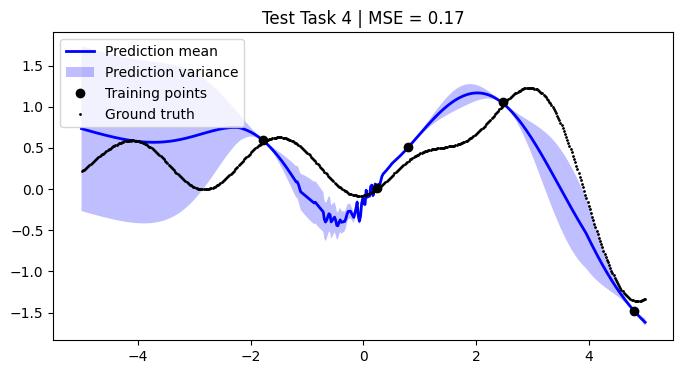 Test Task 4 | MSE = 0.17
Prediction mean
Prediction variance
Training points
Ground truth
1.5
1.0
0.5
0.0
−0.5
−1.0
−1.5
−4
−2
0
2
4